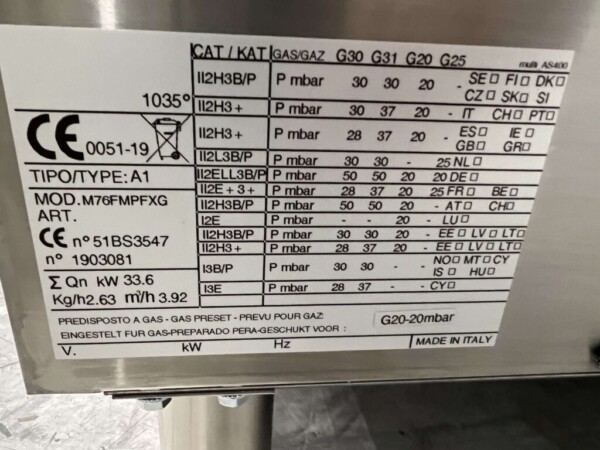 CAT / KAT GAS/GAZ G30 G31 G20 G25
multi AS400
II2H3B/P P mbar 30 30 20 - SE FI DK
CZ SK SI
II2H3+ P mbar 30 37 20 - IT CH PT
II2H3+ P mbar 28 37 20 - ES IE
GB GR
II2L3B/P P mbar 30 30 - 25 NL
II2ELL3B/P P mbar 50 50 20 20 DE
II2E+3+ P mbar 28 37 20 25 FR BE
II2H3B/P P mbar 50 50 20 - AT CH
I2E P mbar - - 20 - LU
II2H3B/P P mbar 30 30 20 - EE LV LT
II2H3+ P mbar 28 37 20 - EE LV LT
I3B/P P mbar 30 30 - - NO MT CY
IS HU
I3E P mbar 28 37 - - CY
1035°
CE 0051-19
TIPO/TYPE: A1
MOD. M76FMPFXG
ART.
CE n° 51BS3547
n° 1903081
Σ Qn kW 33.6
Kg/h 2.63 m³/h 3.92
PREDISPOSTO A GAS - GAS PRESET - PREVU POUR GAZ:
EINGESTELT FUR GAS-PREPARADO PERA-GESCHUKT VOOR :
G20-20mbar
V. kW Hz
MADE IN ITALY